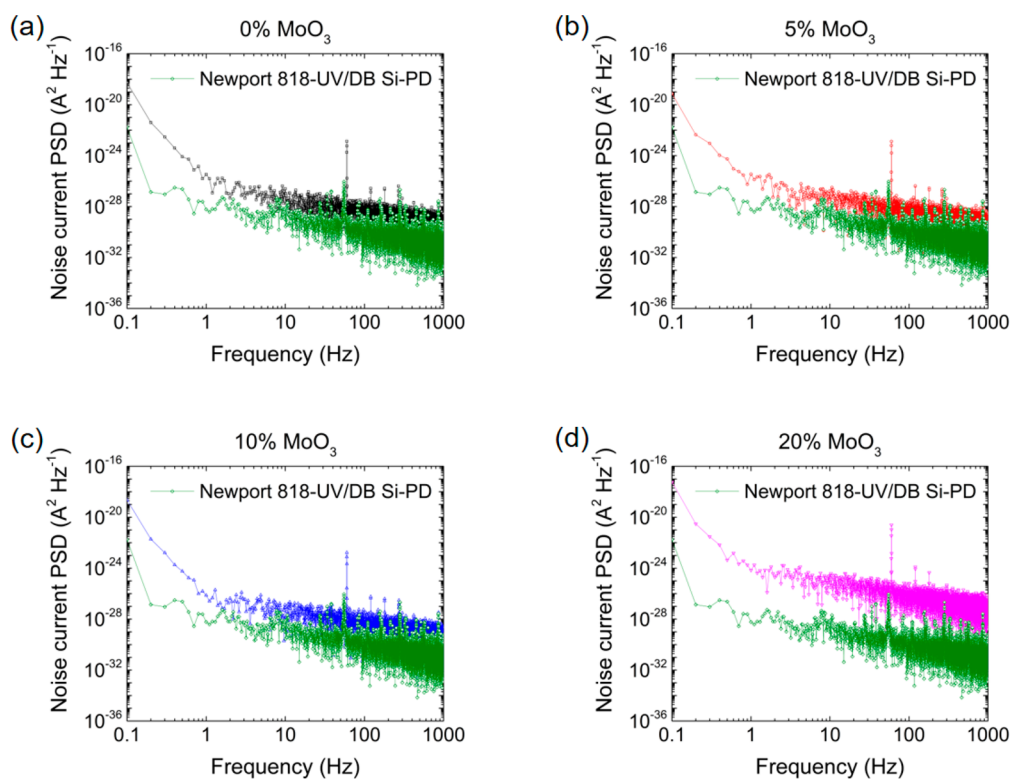 (a)
0% MoO₃
Noise current PSD (A² Hz⁻¹)
10⁻¹⁶
10⁻²⁰
10⁻²⁴
10⁻²⁸
10⁻³²
10⁻³⁶
Newport 818-UV/DB Si-PD
0.1 1 10 100 1000
Frequency (Hz)
(b)
5% MoO₃
Noise current PSD (A² Hz⁻¹)
10⁻¹⁶
10⁻²⁰
10⁻²⁴
10⁻²⁸
10⁻³²
10⁻³⁶
Newport 818-UV/DB Si-PD
0.1 1 10 100 1000
Frequency (Hz)
(c)
10% MoO₃
Noise current PSD (A² Hz⁻¹)
10⁻¹⁶
10⁻²⁰
10⁻²⁴
10⁻²⁸
10⁻³²
10⁻³⁶
Newport 818-UV/DB Si-PD
0.1 1 10 100 1000
Frequency (Hz)
(d)
20% MoO₃
Noise current PSD (A² Hz⁻¹)
10⁻¹⁶
10⁻²⁰
10⁻²⁴
10⁻²⁸
10⁻³²
10⁻³⁶
Newport 818-UV/DB Si-PD
0.1 1 10 100 1000
Frequency (Hz)